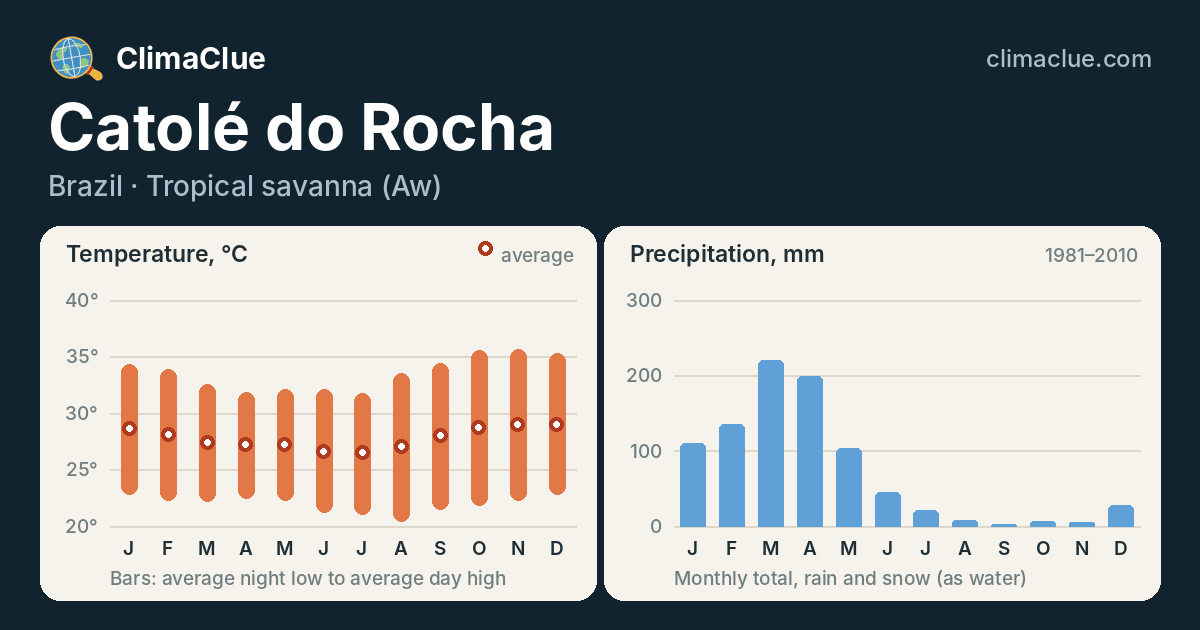 ClimaClue
climaclue.com
Catolé do Rocha
Brazil · Tropical savanna (Aw)
Temperature, °C
average
40°
35°
30°
25°
20°
J F M A M J J A S O N D
Bars: average night low to average day high
Precipitation, mm
1981–2010
300
200
100
0
J F M A M J J A S O N D
Monthly total, rain and snow (as water)